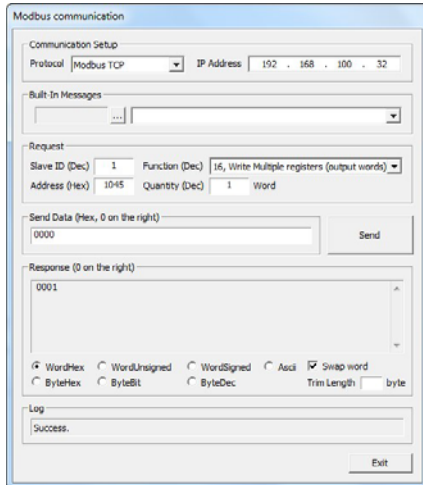 Modbus communication
Communication Setup
Protocol Modbus TCP IP Address 192 . 168 . 100 . 32
Built-In Messages
...
Request
Slave ID (Dec) 1 Function (Dec) 16, Write Multiple registers (output words)
Address (Hex) 1045 Quantity (Dec) 1 Word
Send Data (Hex, 0 on the right)
0000
Send
Response (0 on the right)
0001
WordHex WordUnsigned WordSigned Ascii Swap word
ByteHex ByteBit ByteDec Trim Length byte
Log
Success.
Exit